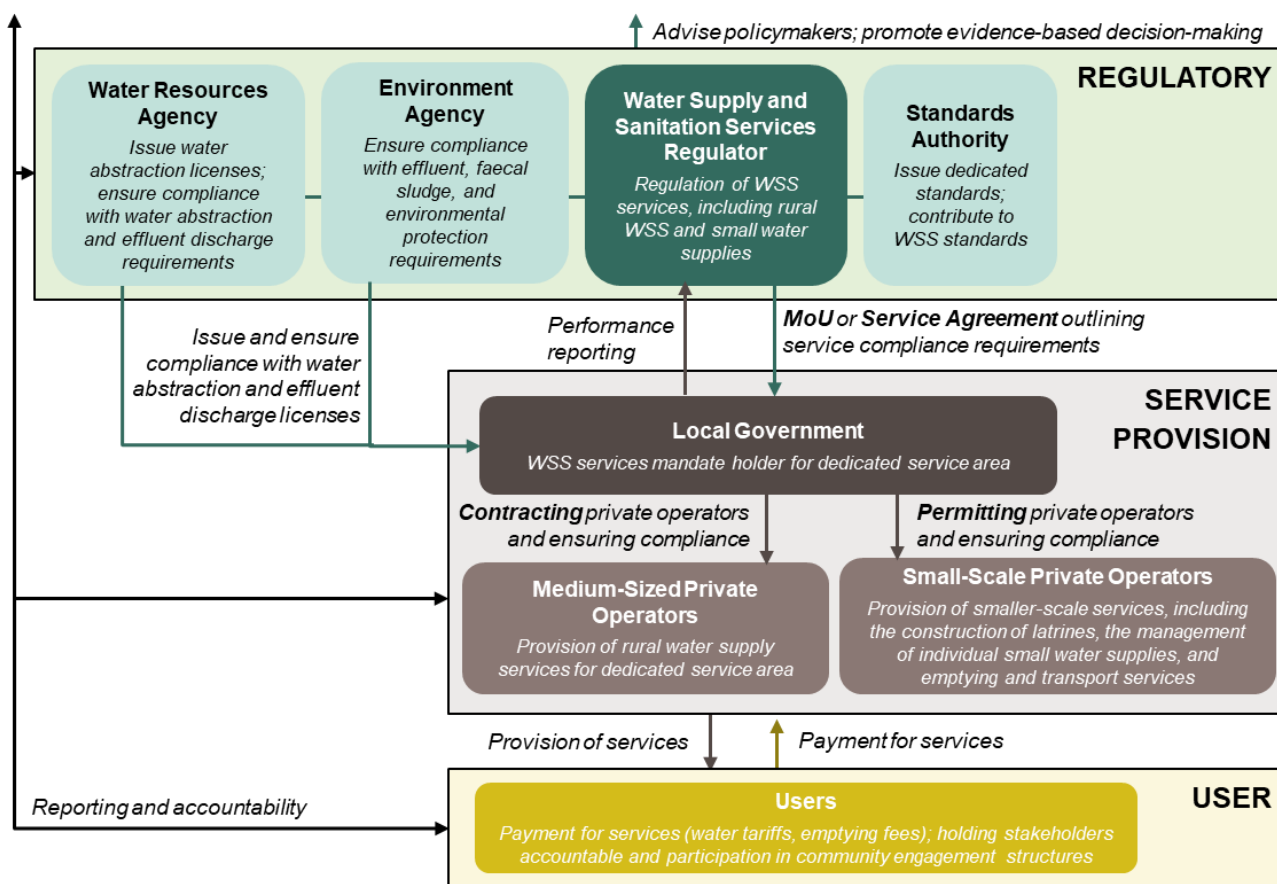 Advise policymakers; promote evidence-based decision-making
REGULATORY
Water Resources
Agency
Issue water
abstraction licenses;
ensure compliance
with water abstraction
and effluent discharge
requirements
Environment
Agency
Ensure compliance
with effluent, faecal
sludge, and
environmental
protection
requirements
Water Supply and
Sanitation Services
Regulator
Regulation of WSS
services, including rural
WSS and small water
supplies
Standards
Authority
Issue dedicated
standards;
contribute to
WSS standards
Issue and ensure
compliance with water
abstraction and effluent
discharge licenses
Performance
reporting
MoU or Service Agreement outlining
service compliance requirements
SERVICE
PROVISION
Local Government
WSS services mandate holder for dedicated service area
Contracting private operators
and ensuring compliance
Permitting private operators
and ensuring compliance
Medium-Sized Private
Operators
Provision of rural water supply
services for dedicated service area
Small-Scale Private Operators
Provision of smaller-scale services, including
the construction of latrines, the management
of individual small water supplies, and
emptying and transport services
Provision of services
Payment for services
Reporting and accountability
USER
Users
Payment for services (water tariffs, emptying fees); holding stakeholders
accountable and participation in community engagement structures